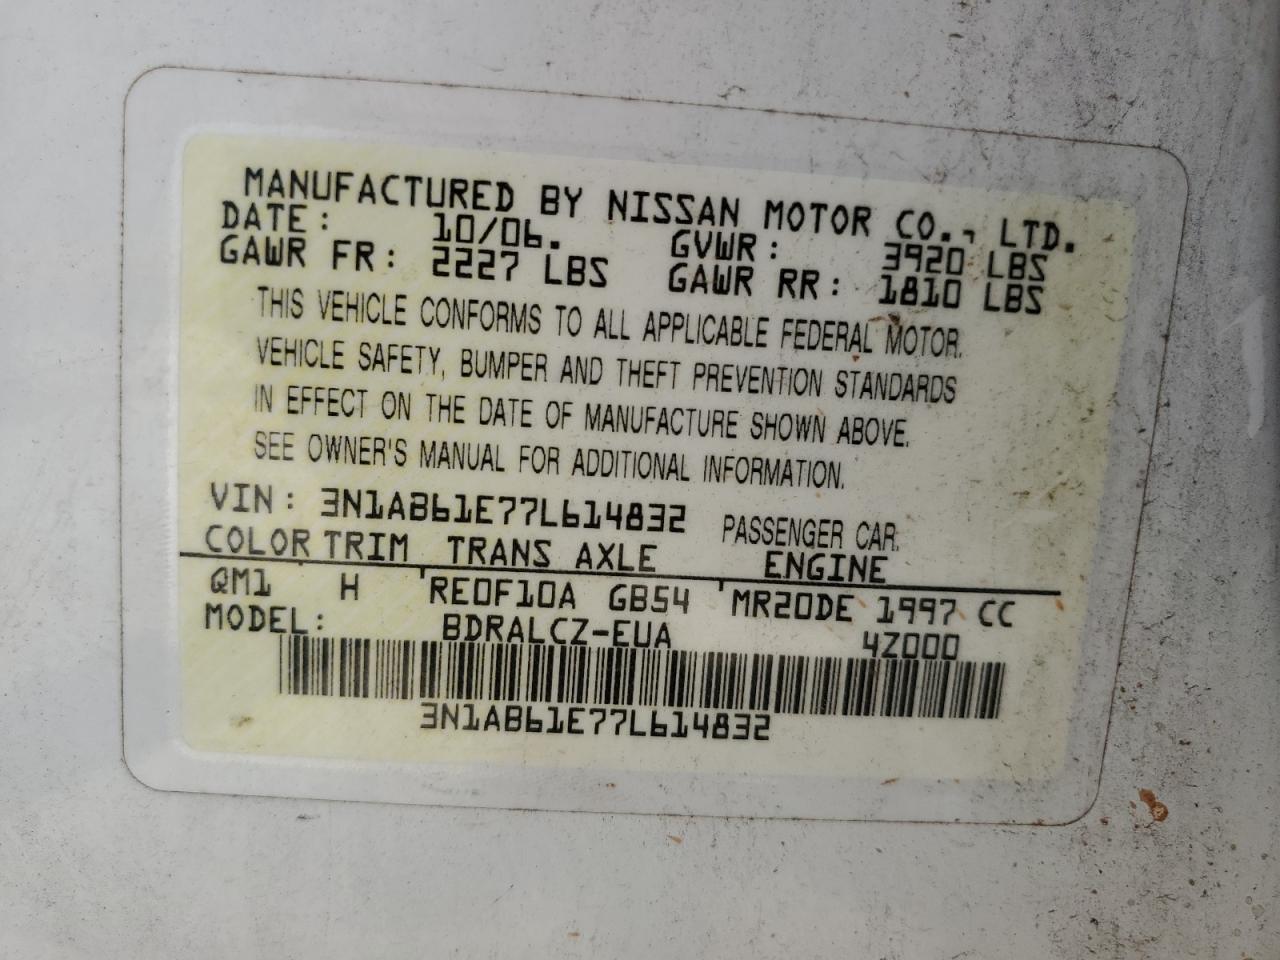 MANUFACTURED BY NISSAN MOTOR CO., LTD.
DATE: 10/06. GVWR: 3920 LBS
GAWR FR: 2227 LBS GAWR RR: 1810 LBS
THIS VEHICLE CONFORMS TO ALL APPLICABLE FEDERAL MOTOR.
VEHICLE SAFETY, BUMPER AND THEFT PREVENTION STANDARDS
IN EFFECT ON THE DATE OF MANUFACTURE SHOWN ABOVE.
SEE OWNER'S MANUAL FOR ADDITIONAL INFORMATION.
VIN: 3N1AB61E77L614832 PASSENGER CAR.
COLOR TRIM TRANS AXLE ENGINE
QM1 H RE0F10A GB54 MR20DE 1997 CC
MODEL: BDRALCZ-EUA 4Z000
3N1AB61E77L614832